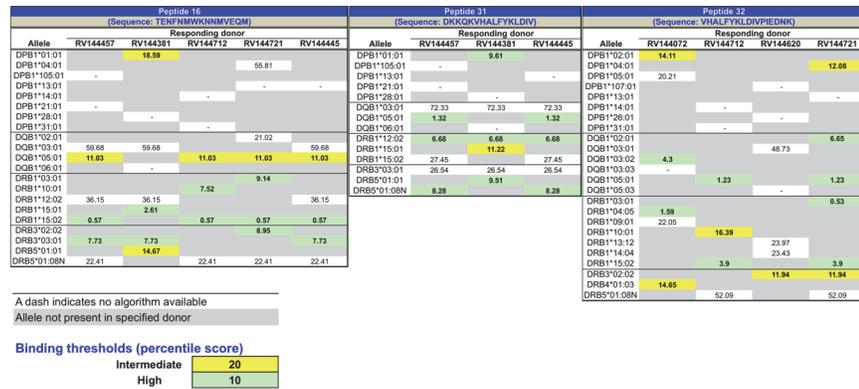 Peptide 16
(Sequence: TENFNMWKNNMVEQM)
Responding donor
Allele RV144457 RV144381 RV144712 RV144721 RV144445
DPB1*01:01 18.59
DPB1*04:01 55.81
DPB1*105:01 -
DPB1*13:01 - -
DPB1*14:01 -
DPB1*21:01 -
DPB1*28:01 -
DPB1*31:01 -
DQB1*02:01 21.02
DQB1*03:01 59.68 59.68 59.68
DQB1*05:01 11.03 11.03 11.03 11.03
DQB1*06:01 -
DRB1*03:01 9.14
DRB1*10:01 7.52
DRB1*12:02 36.15 36.15 36.15
DRB1*15:01 2.61
DRB1*15:02 0.57 0.57 0.57 0.57
DRB3*02:02 8.95
DRB3*03:01 7.73 7.73 7.73
DRB5*01:01 14.67
DRB5*01:08N 22.41 22.41 22.41 22.41
Peptide 31
(Sequence: DKKQKVHALFYKLDIV)
Responding donor
Allele RV144457 RV144381 RV144445
DPB1*01:01 9.61
DPB1*105:01 -
DPB1*13:01 -
DPB1*21:01 -
DPB1*28:01 -
DQB1*03:01 72.33 72.33 72.33
DQB1*05:01 1.32 1.32
DQB1*06:01 -
DRB1*12:02 6.68 6.68 6.68
DRB1*15:01 11.22
DRB1*15:02 27.45 27.45
DRB3*03:01 26.54 26.54 26.54
DRB5*01:01 9.51
DRB5*01:08N 8.28 8.28
Peptide 32
(Sequence: VHALFYKLDIVPIEDNK)
Responding donor
Allele RV144072 RV144712 RV144620 RV144721
DPB1*02:01 14.11
DPB1*04:01 12.08
DPB1*05:01 20.21
DPB1*107:01 -
DPB1*13:01 -
DPB1*14:01 -
DPB1*26:01 -
DPB1*31:01 -
DQB1*02:01 6.65
DQB1*03:01 48.73
DQB1*03:02 4.3
DQB1*03:03 -
DQB1*05:01 1.23 1.23
DQB1*05:03 -
DRB1*03:01 0.53
DRB1*04:05 1.59
DRB1*09:01 22.05
DRB1*10:01 16.39
DRB1*13:12 23.97
DRB1*14:04 23.43
DRB1*15:02 3.9 3.9
DRB3*02:02 11.94 11.94
DRB4*01:03 14.65
DRB5*01:08N 52.09 52.09
A dash indicates no algorithm available
Allele not present in specified donor
Binding thresholds (percentile score)
Intermediate 20
High 10